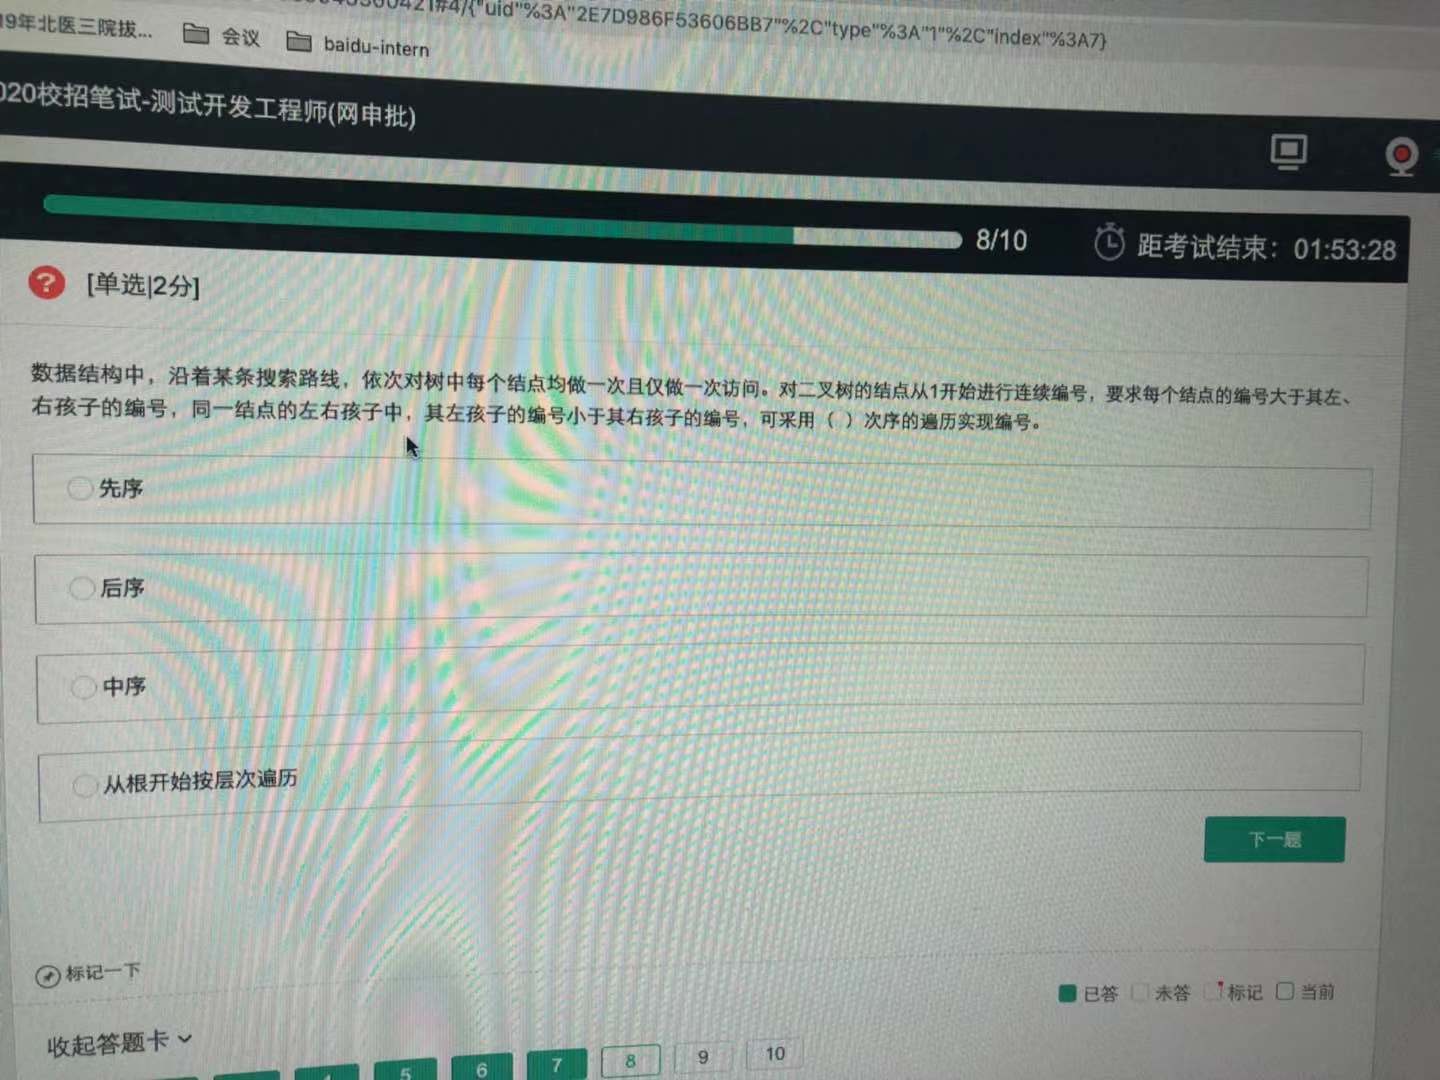 19年北医三院拔...
会议
baidu-intern
#4/{"uid"%3A"2E7D986F53606BB7"%2C"type"%3A"1"%2C"index"%3A7}
020校招笔试-测试开发工程师(网申批)
8/10
距考试结束：01:53:28
?
[单选|2分]
数据结构中，沿着某条搜索路线，依次对树中每个结点均做一次且仅做一次访问。对二叉树的结点从1开始进行连续编号，要求每个结点的编号大于其左、
右孩子的编号，同一结点的左右孩子中，其左孩子的编号小于其右孩子的编号，可采用（ ）次序的遍历实现编号。
先序
后序
中序
从根开始按层次遍历
下一题
标记一下
已答 未答 标记 当前
收起答题卡
5 6 7 8 9 10